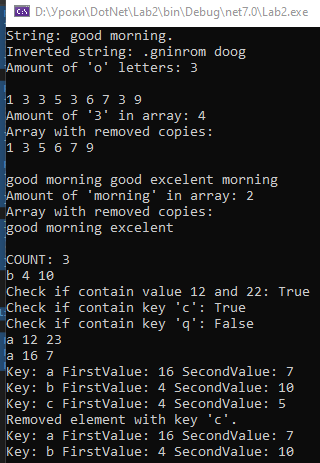 D:\Уроки\DotNet\Lab2\bin\Debug\net7.0\Lab2.exe
String: good morning.
Inverted string: .gninrom doog
Amount of 'o' letters: 3
1 3 3 5 3 6 7 3 9
Amount of '3' in array: 4
Array with removed copies:
1 3 5 6 7 9
good morning good excelent morning
Amount of 'morning' in array: 2
Array with removed copies:
good morning excelent
COUNT: 3
b 4 10
Check if contain value 12 and 22: True
Check if contain key 'c': True
Check if contain key 'q': False
a 12 23
a 16 7
Key: a FirstValue: 16 SecondValue: 7
Key: b FirstValue: 4 SecondValue: 10
Key: c FirstValue: 4 SecondValue: 5
Removed element with key 'c'.
Key: a FirstValue: 16 SecondValue: 7
Key: b FirstValue: 4 SecondValue: 10